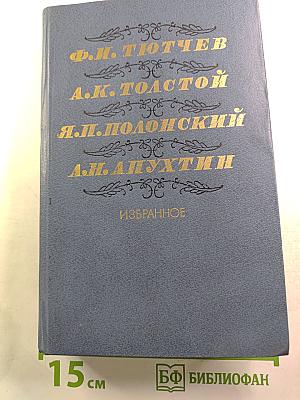 Ф.И.ТЮТЧЕВ
А.К.ТОЛСТОЙ
Я.П.ПОЛОНСКИЙ
А.Н.АПУХТИН
ИЗБРАННОЕ
15 см
БФ БИБЛИОФАН